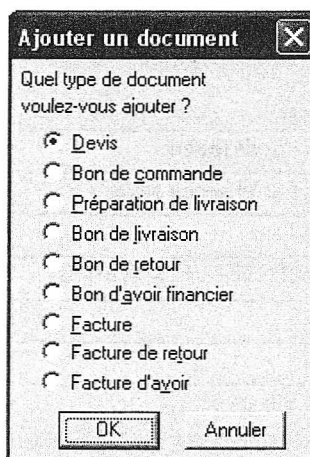 Ajouter un document
Quel type de document
voulez-vous ajouter ?
Devis
Bon de commande
Préparation de livraison
Bon de livraison
Bon de retour
Bon d'avoir financier
Facture
Facture de retour
Facture d'avoir
OK Annuler